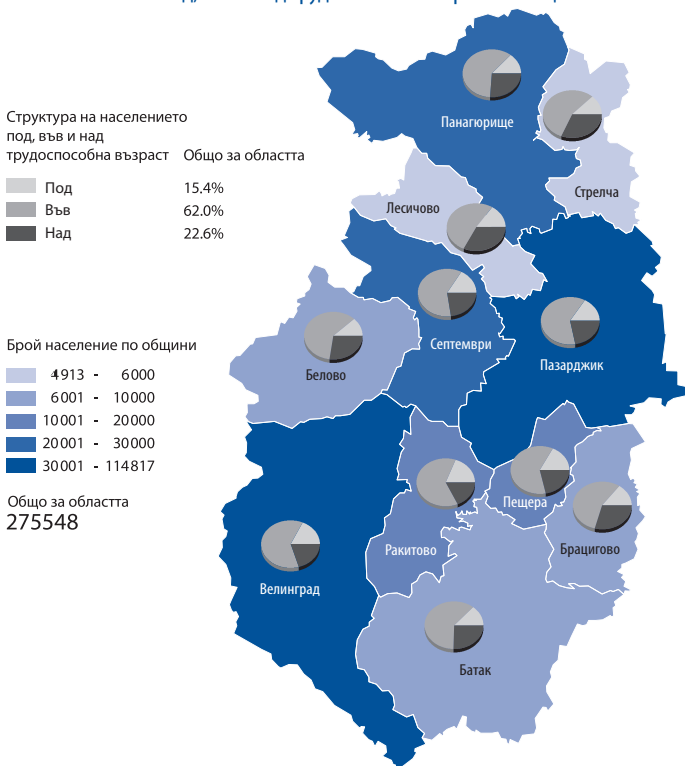 Структура на населението
под, във и над
трудоспособна възраст Общо за областта
Под 15.4%
Във 62.0%
Над 22.6%
Брой население по общини
4913 - 6000
6001 - 10000
10001 - 20000
20001 - 30000
30001 - 114817
Общо за областта
275548
Панагюрище
Стрелча
Лесичово
Септември
Пазарджик
Белово
Пещера
Брацигово
Ракитово
Велинград
Батак